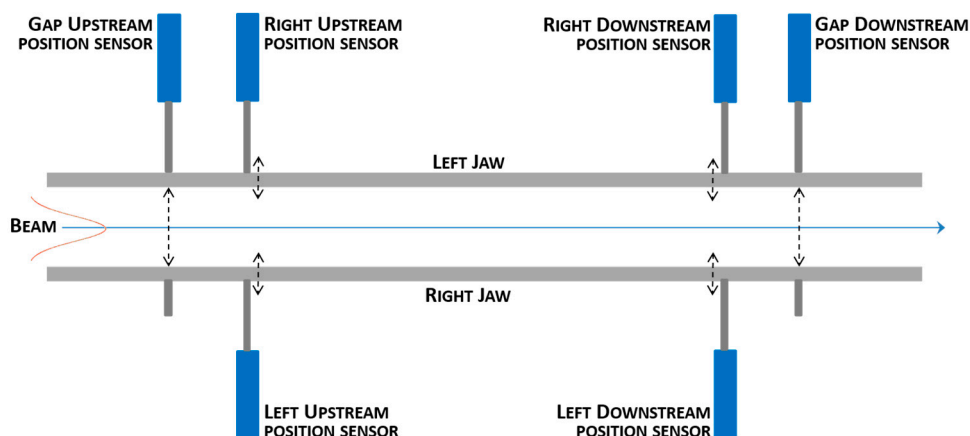 GAP UPSTREAM
POSITION SENSOR
RIGHT UPSTREAM
POSITION SENSOR
RIGHT DOWNSTREAM
POSITION SENSOR
GAP DOWNSTREAM
POSITION SENSOR
LEFT JAW
BEAM
RIGHT JAW
LEFT UPSTREAM
POSITION SENSOR
LEFT DOWNSTREAM
POSITION SENSOR